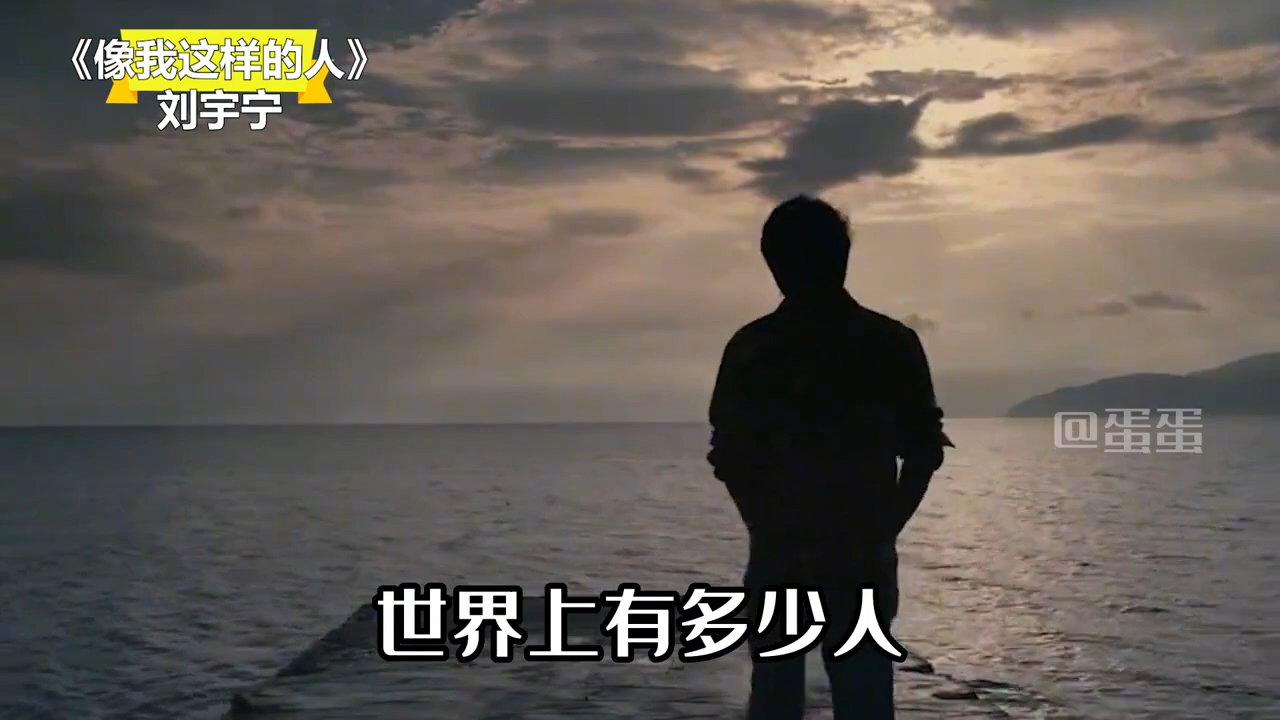 《像我这样的人》
刘宇宁
@蛋蛋
世界上有多少人